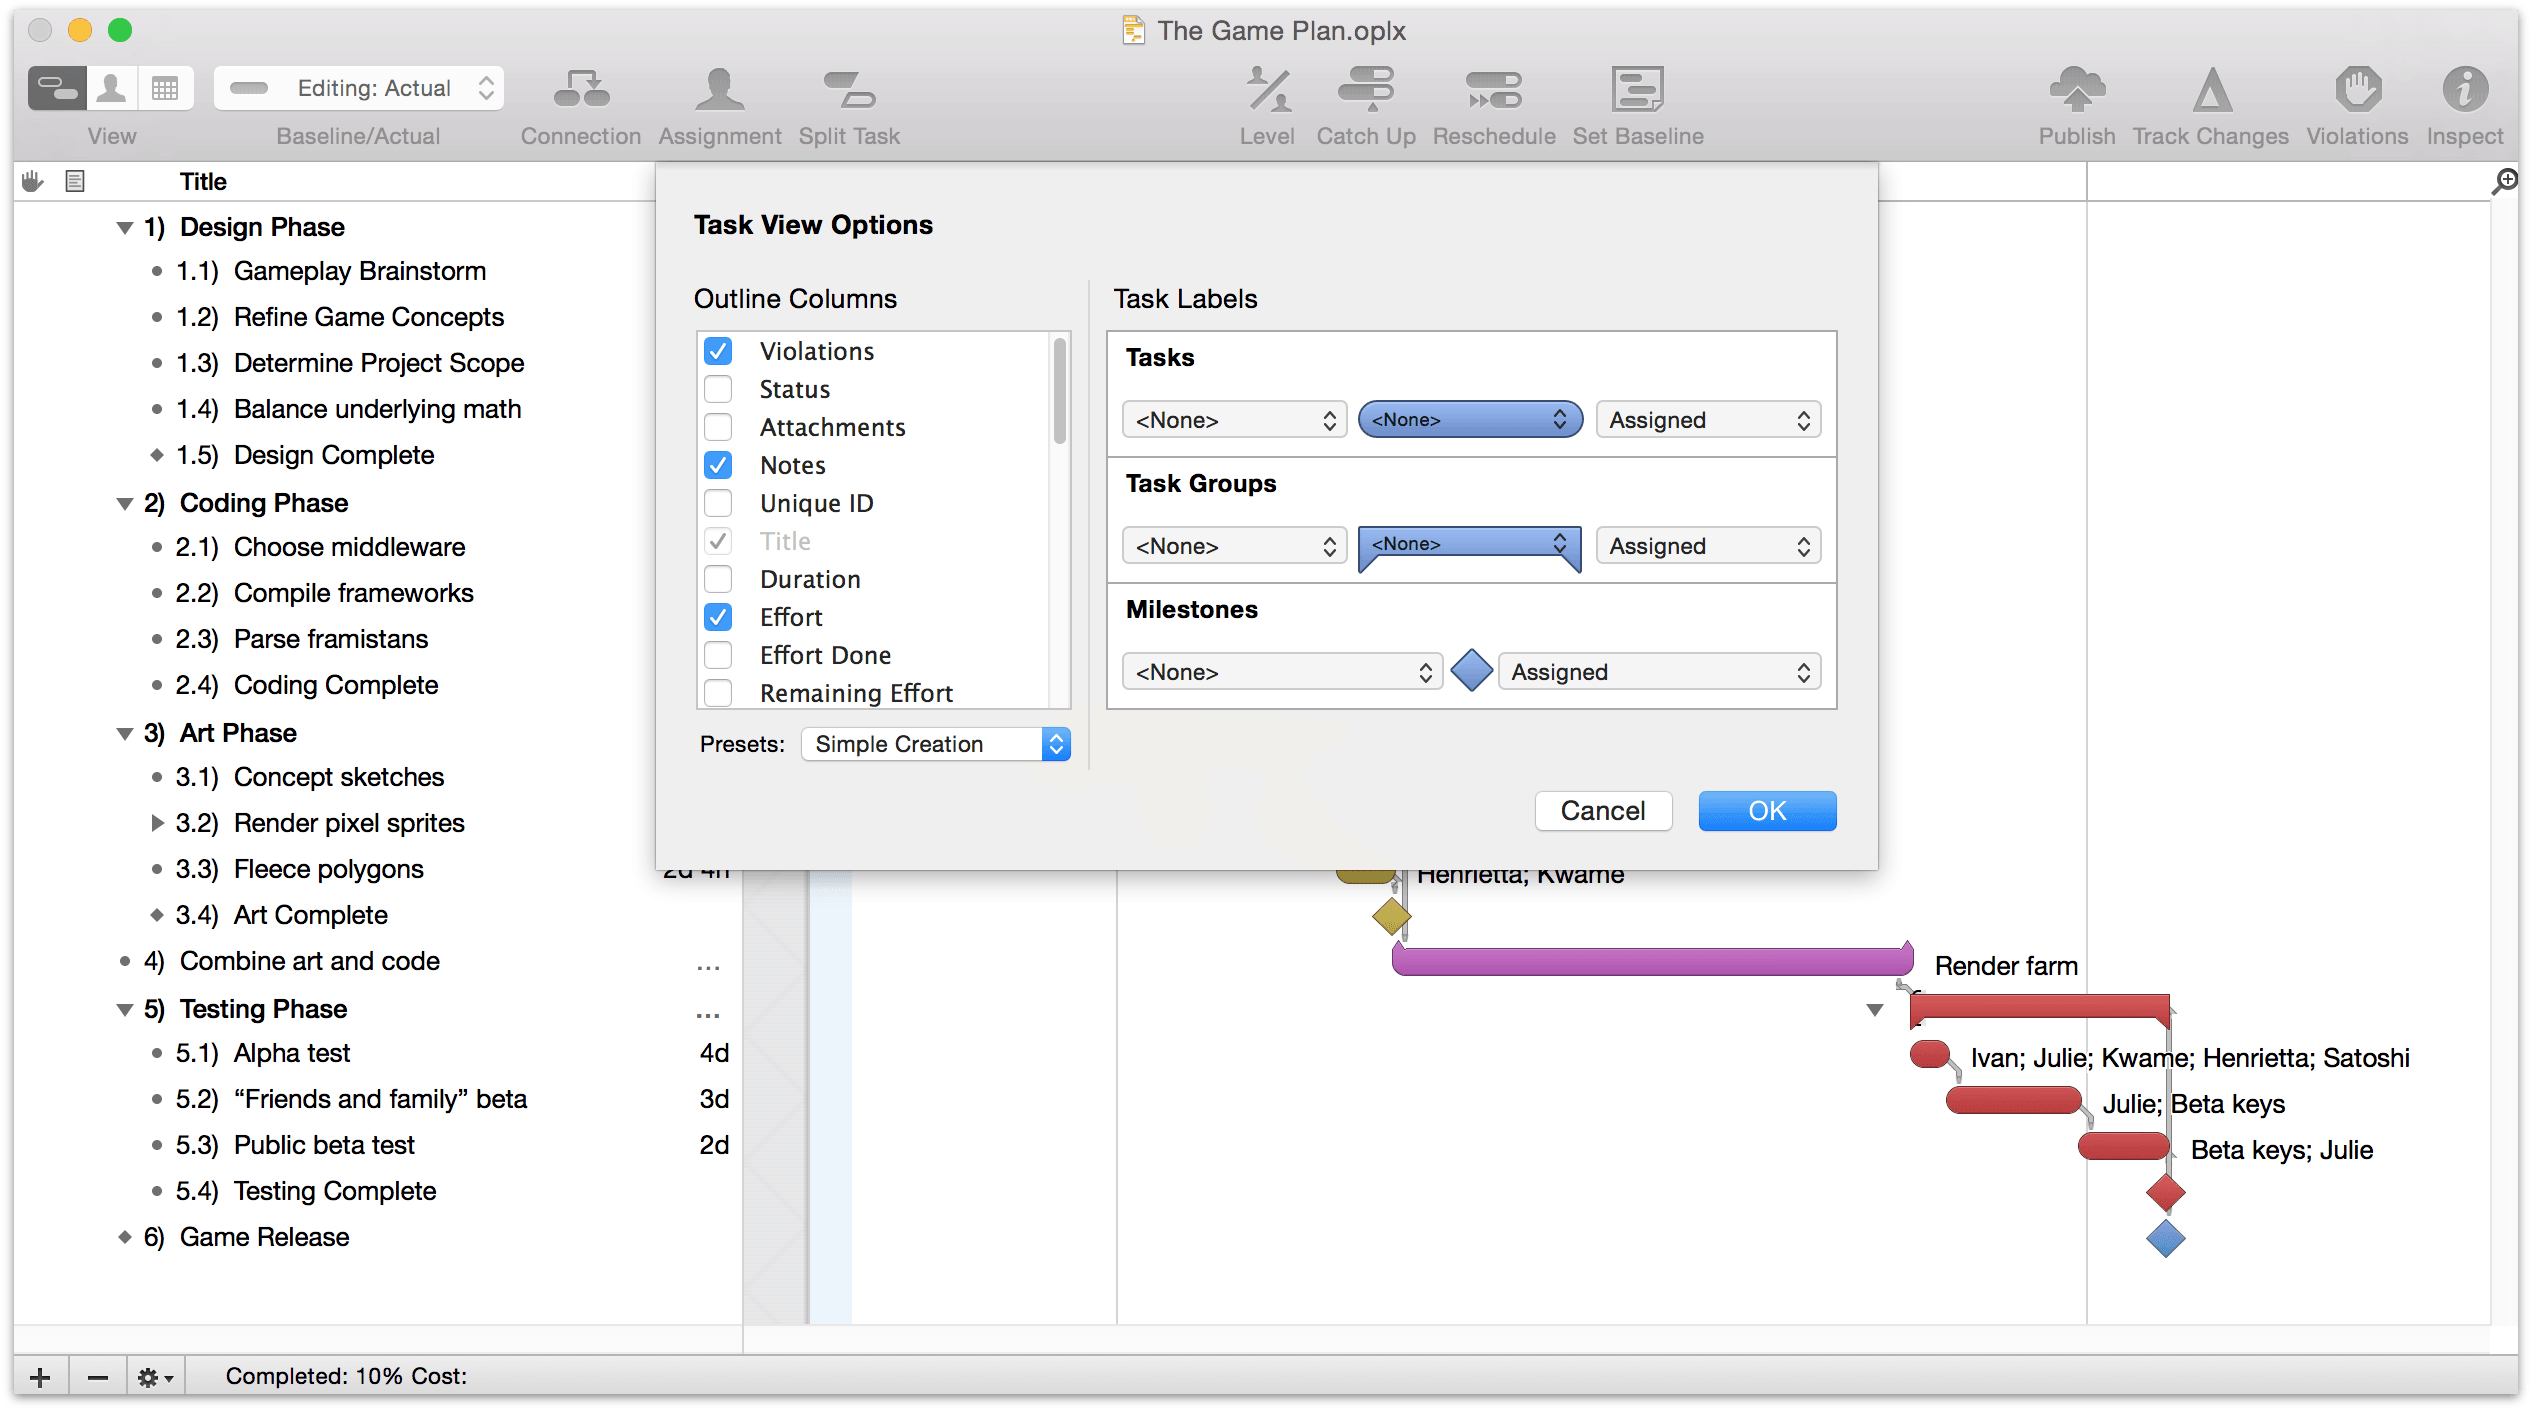 The Game Plan.oplx
Editing: Actual
View
Baseline/Actual
Connection
Assignment
Split Task
Level
Catch Up
Reschedule
Set Baseline
Publish
Track Changes
Violations
Inspect
Title
1) Design Phase
1.1) Gameplay Brainstorm
1.2) Refine Game Concepts
1.3) Determine Project Scope
1.4) Balance underlying math
1.5) Design Complete
2) Coding Phase
2.1) Choose middleware
2.2) Compile frameworks
2.3) Parse framistans
2.4) Coding Complete
3) Art Phase
3.1) Concept sketches
3.2) Render pixel sprites
3.3) Fleece polygons
2d 4h
3.4) Art Complete
4) Combine art and code
...
5) Testing Phase
...
5.1) Alpha test
4d
5.2) “Friends and family” beta
3d
5.3) Public beta test
2d
5.4) Testing Complete
6) Game Release
Task View Options
Outline Columns
Violations
Status
Attachments
Notes
Unique ID
Title
Duration
Effort
Effort Done
Remaining Effort
Presets: Simple Creation
Task Labels
Tasks
<None> <None> Assigned
Task Groups
<None> <None> Assigned
Milestones
<None> Assigned
Cancel
OK
Henrietta; Kwame
Render farm
Ivan; Julie; Kwame; Henrietta; Satoshi
Julie; Beta keys
Beta keys; Julie
Completed: 10% Cost: